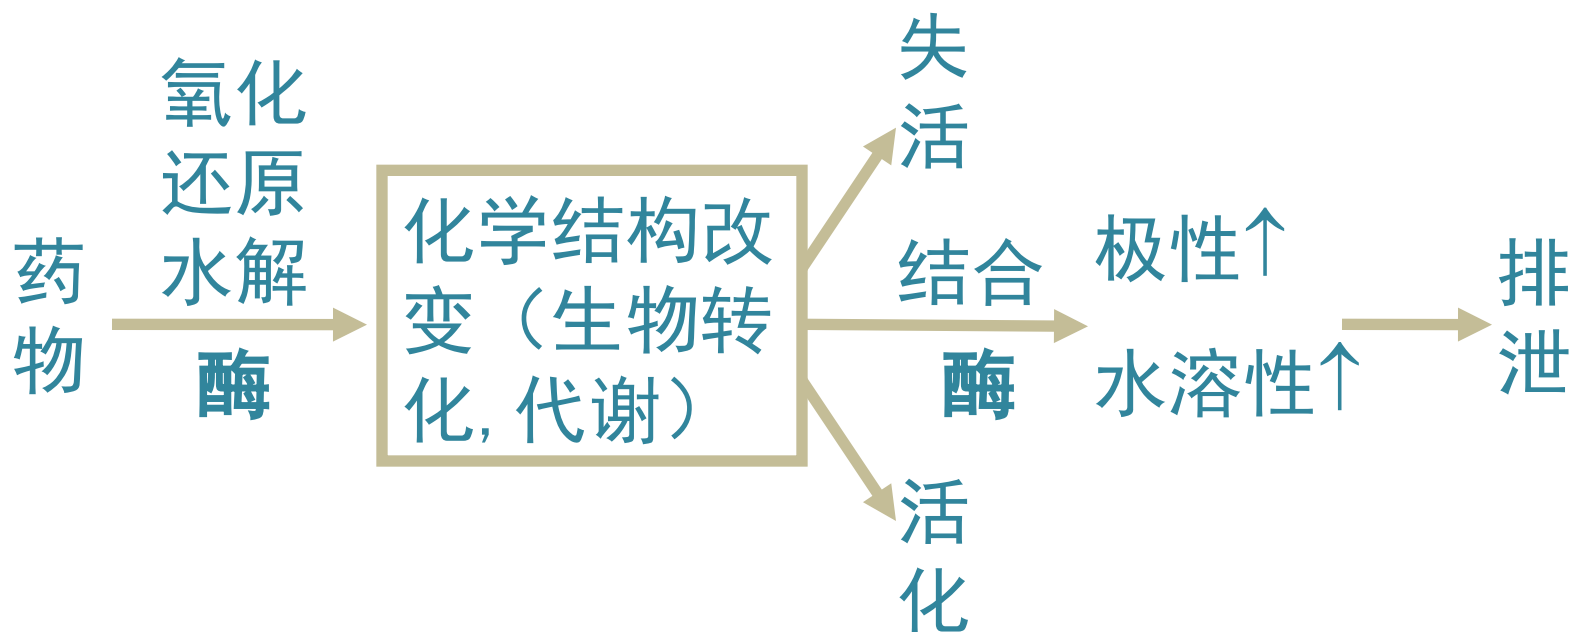 药物
氧化
还原
水解
酶
化学结构改
变（生物转
化,代谢）
失活
结合
酶
活化
极性↑
水溶性↑
排泄